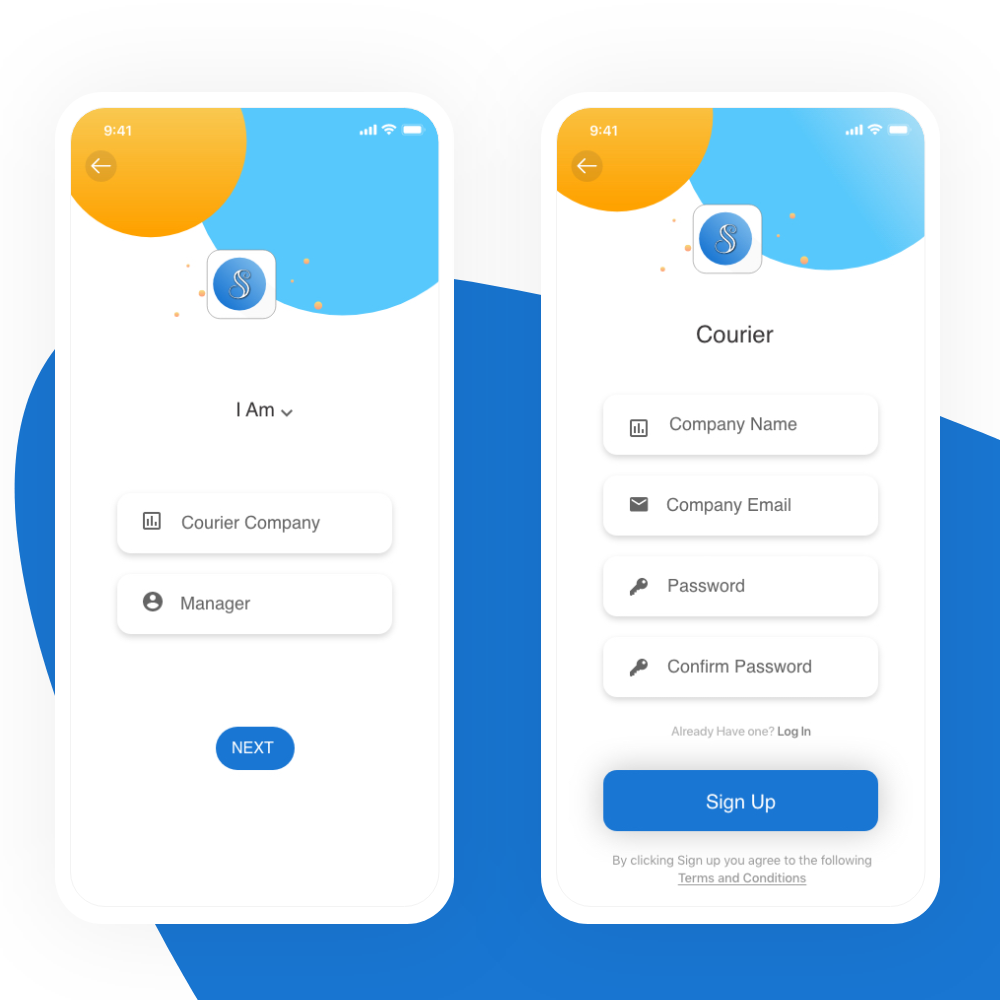 9:41
S
I Am
Courier Company
Manager
NEXT
9:41
S
Courier
Company Name
Company Email
Password
Confirm Password
Already Have one? Log In
Sign Up
By clicking Sign up you agree to the following
Terms and Conditions